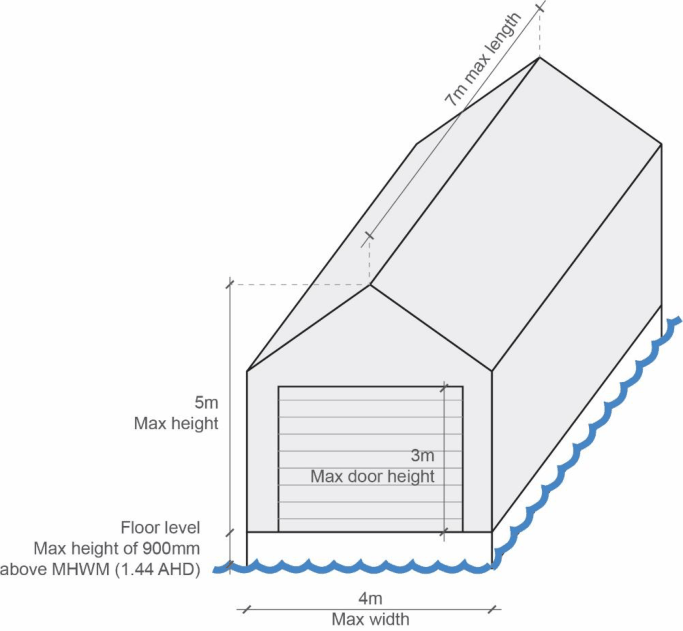 7m max length
5m
Max height
3m
Max door height
Floor level
Max height of 900mm
above MHWM (1.44 AHD)
4m
Max width